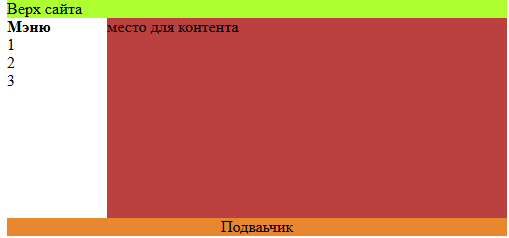 Верх сайта
Мэню
место для контента
1
2
3
Подваьчик